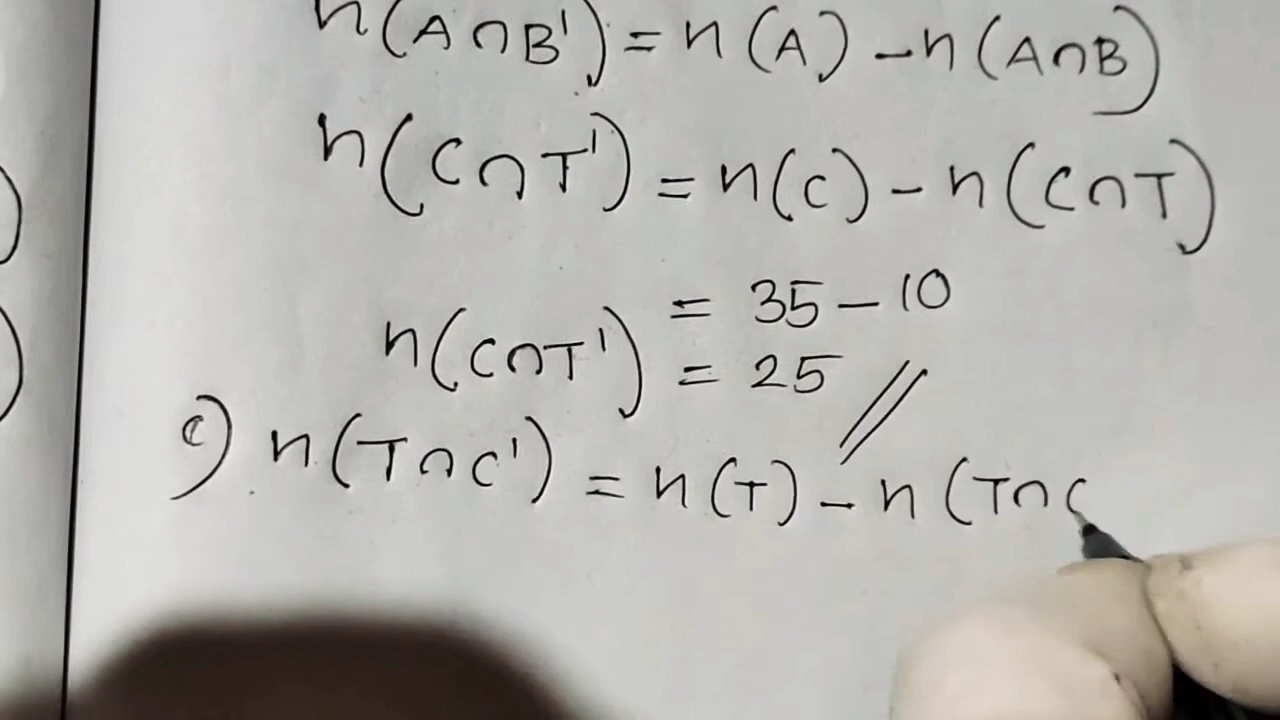 n(A∩B')=n(A)-n(A∩B)
n(C∩T')=n(C)-n(C∩T)
= 35-10
n(C∩T') = 25 //
c) n(T∩C') = n(T)-n(T∩C